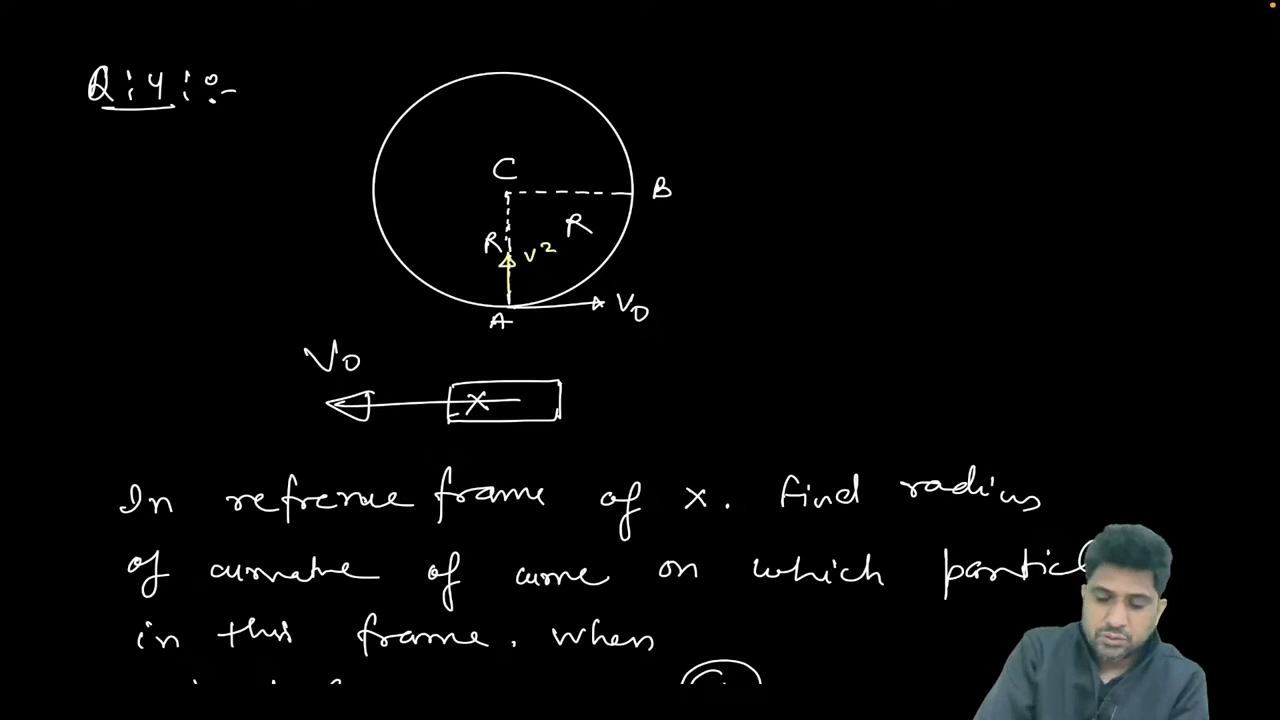 Q:4:-
C
B
R
R
v²
A
V₀
V₀
X
In refrence frame of x. find radius
of curvature of curve on which particl
in this frame. when